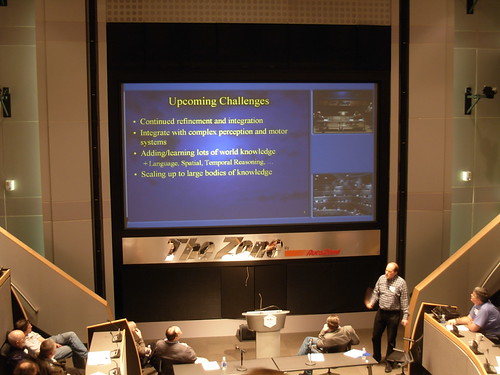 Upcoming Challenges
• Continued refinement and integration
• Integrate with complex perception and motor
systems
• Adding/learning lots of world knowledge
+ Language, Spatial, Temporal Reasoning, …
• Scaling up to large bodies of knowledge
The Zone